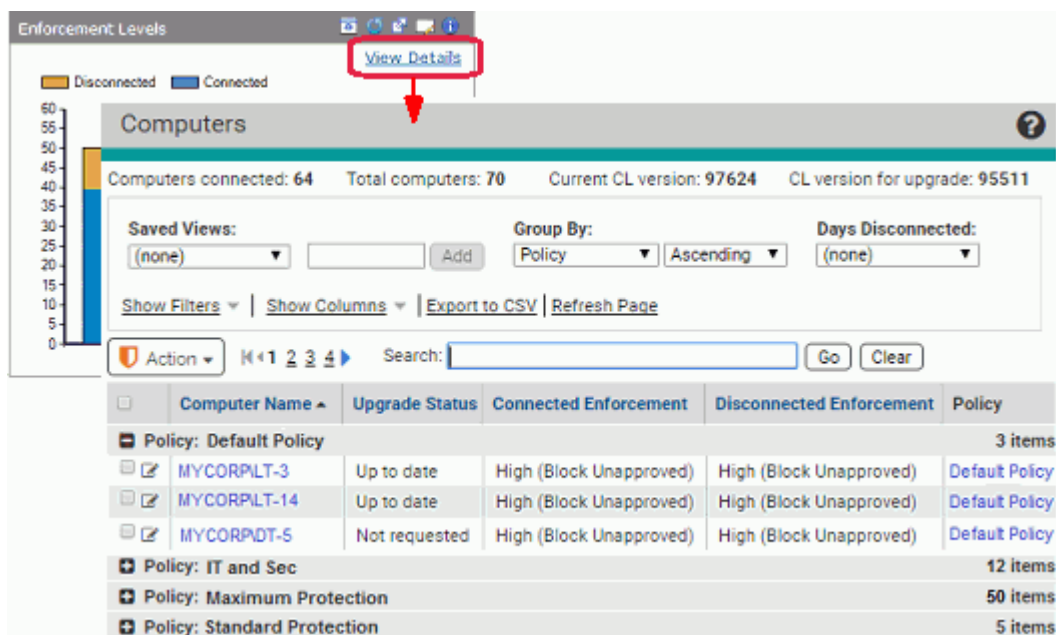 Enforcement Levels
View Details
Disconnected Connected
60
55
50
45
40
35
30
25
20
15
10
5
0
Computers
?
Computers connected: 64 Total computers: 70 Current CL version: 97624 CL version for upgrade: 95511
Saved Views: Group By: Days Disconnected:
(none) Add Policy Ascending (none)
Show Filters | Show Columns | Export to CSV | Refresh Page
Action 1 2 3 4 Search: Go Clear
Computer Name Upgrade Status Connected Enforcement Disconnected Enforcement Policy
Policy: Default Policy 3 items
MYCORP\LT-3 Up to date High (Block Unapproved) High (Block Unapproved) Default Policy
MYCORP\LT-14 Up to date High (Block Unapproved) High (Block Unapproved) Default Policy
MYCORP\DT-5 Not requested High (Block Unapproved) High (Block Unapproved) Default Policy
Policy: IT and Sec 12 items
Policy: Maximum Protection 50 items
Policy: Standard Protection 5 items